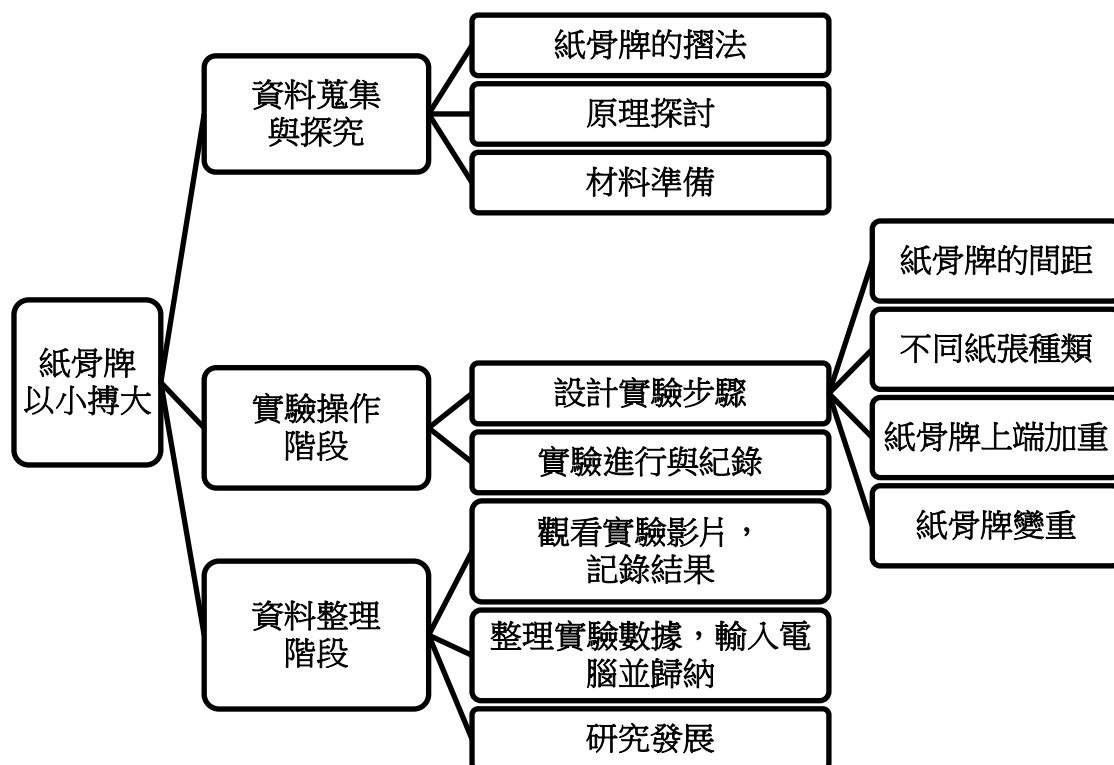 紙骨牌
以小搏大
資料蒐集
與探究
紙骨牌的摺法
原理探討
材料準備
實驗操作
階段
設計實驗步驟
紙骨牌的間距
不同紙張種類
紙骨牌上端加重
紙骨牌變重
實驗進行與紀錄
資料整理
階段
觀看實驗影片，
記錄結果
整理實驗數據，輸入電
腦並歸納
研究發展